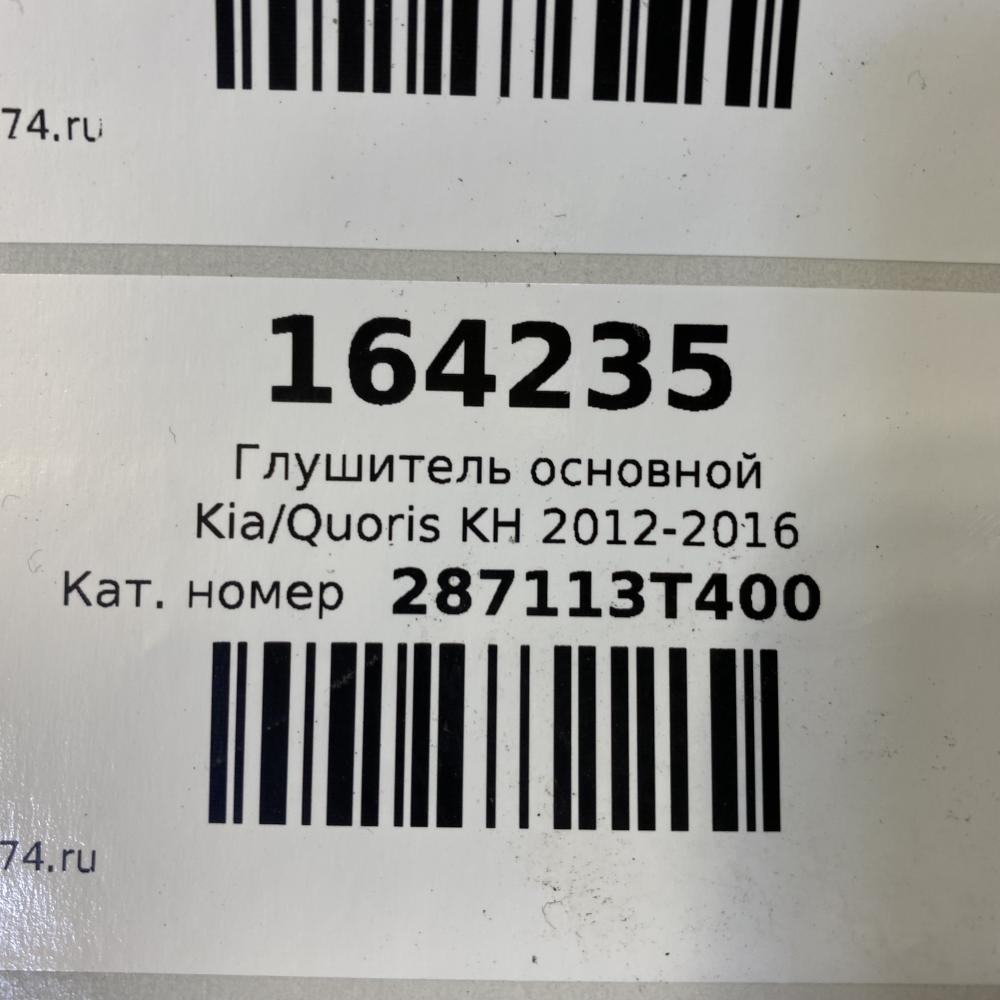 74.ru
164235
Глушитель основной
Kia/Quoris KH 2012-2016
Кат. номер 287113T400
74.ru